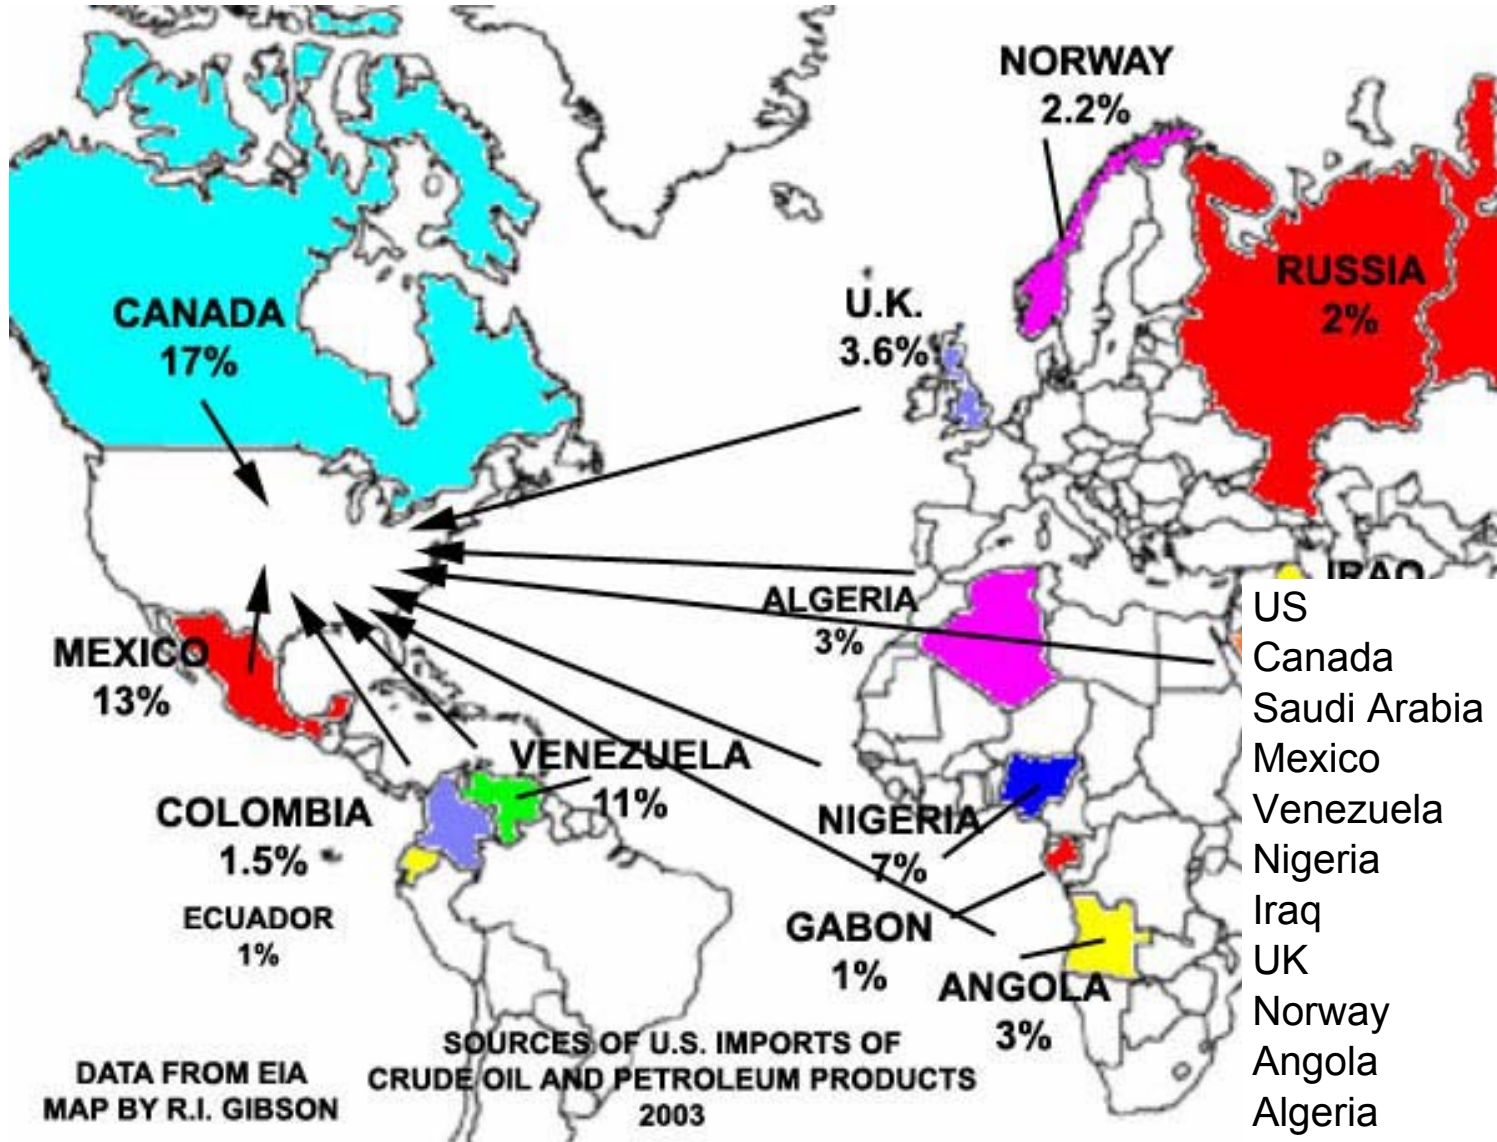 NORWAY
2.2%
CANADA
17%
U.K.
3.6%
RUSSIA
2%
IRAQ
ALGERIA
3%
MEXICO
13%
VENEZUELA
11%
COLOMBIA
1.5%
NIGERIA
7%
ECUADOR
1%
GABON
1%
ANGOLA
3%
SOURCES OF U.S. IMPORTS OF
CRUDE OIL AND PETROLEUM PRODUCTS
2003
DATA FROM EIA
MAP BY R.I. GIBSON
US
Canada
Saudi Arabia
Mexico
Venezuela
Nigeria
Iraq
UK
Norway
Angola
Algeria